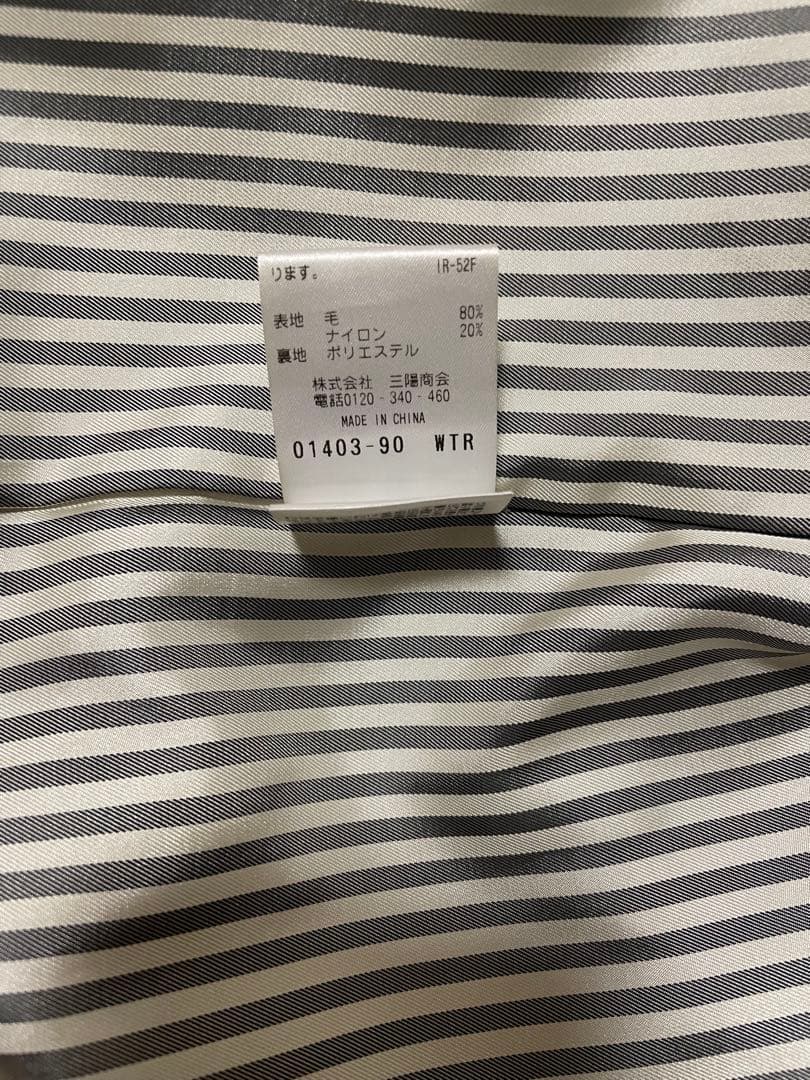 ります。 IR-52F
表地 毛 80%
ナイロン 20%
裏地 ポリエステル
株式会社 三陽商会
電話0120-340-460
MADE IN CHINA
01403-90 WTR